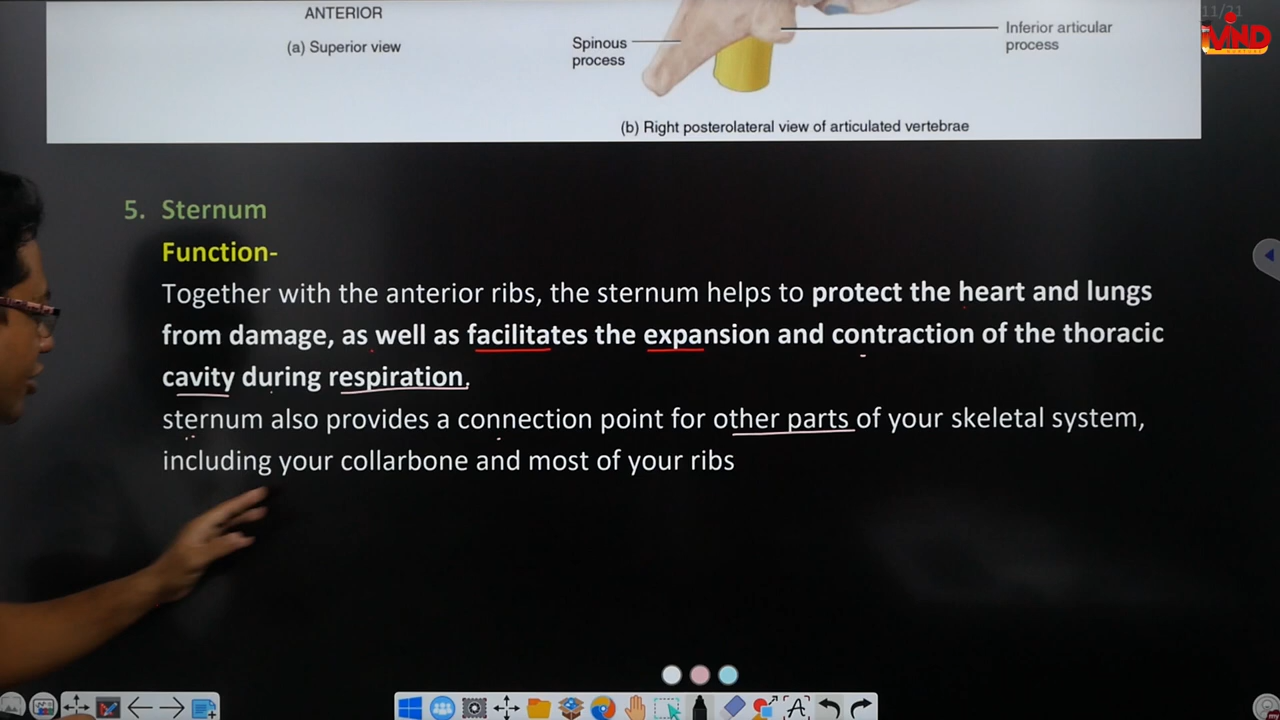 11/21
MND
ANTERIOR
(a) Superior view
Spinous
process
Inferior articular
process
(b) Right posterolateral view of articulated vertebrae
5. Sternum
Function-
Together with the anterior ribs, the sternum helps to protect the heart and lungs
from damage, as well as facilitates the expansion and contraction of the thoracic
cavity during respiration.
sternum also provides a connection point for other parts of your skeletal system,
including your collarbone and most of your ribs